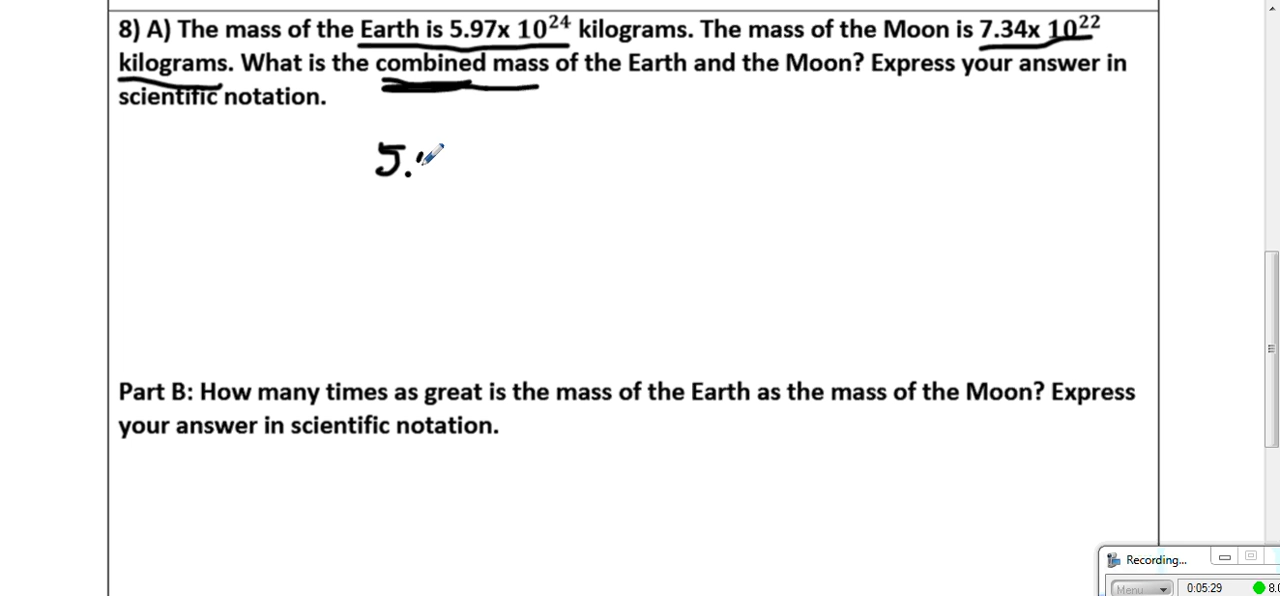 8) A) The mass of the Earth is 5.97x 10²⁴ kilograms. The mass of the Moon is 7.34x 10²²
kilograms. What is the combined mass of the Earth and the Moon? Express your answer in
scientific notation.
5.
Part B: How many times as great is the mass of the Earth as the mass of the Moon? Express
your answer in scientific notation.
Recording...
Menu
0:05:29